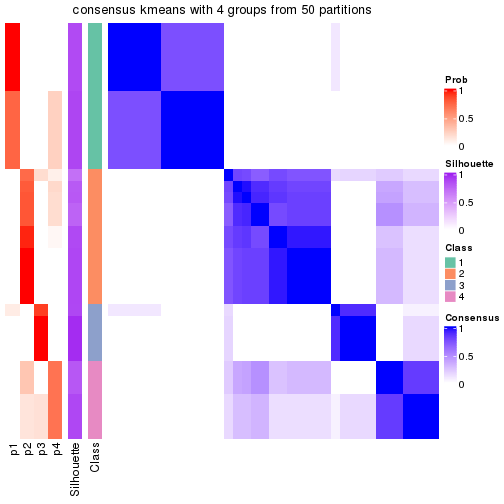 consensus kmeans with 4 groups from 50 partitions
Prob
1
0.5
0
Silhouette
1
0.5
0
Class
1
2
3
4
Consensus
1
0.5
0
p1
p2
p3
p4
Silhouette
Class